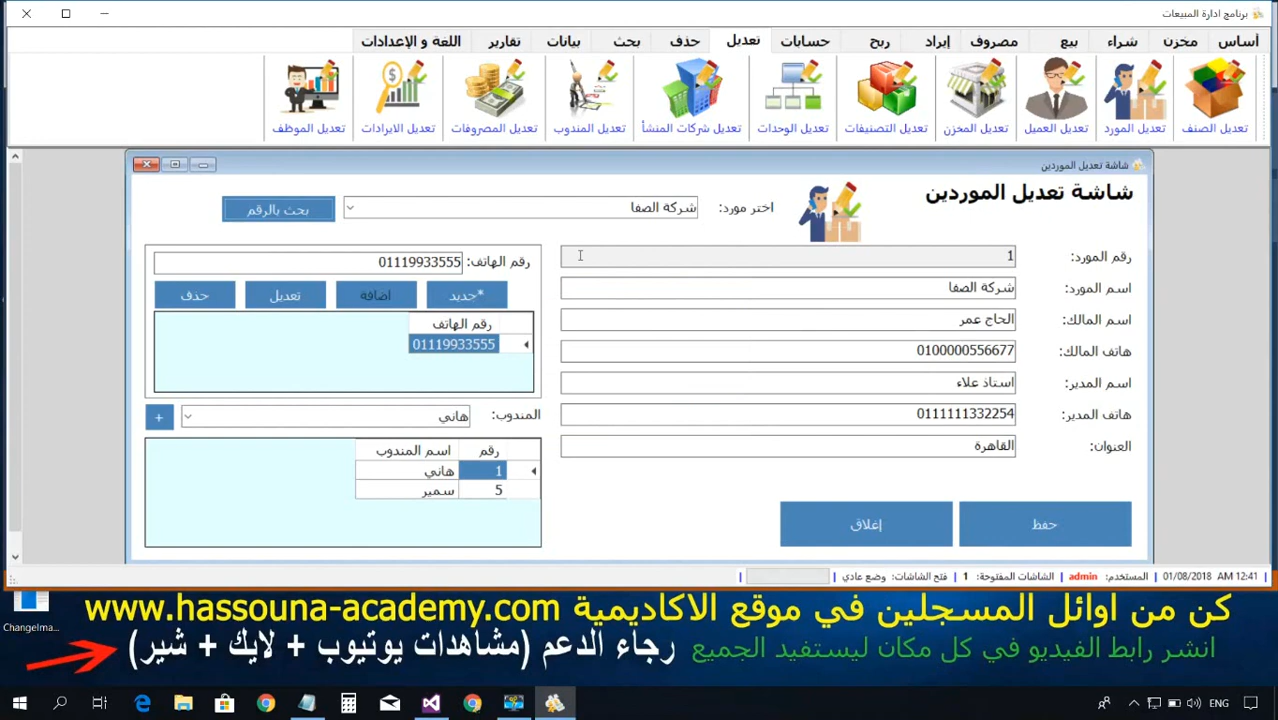 برنامج ادارة المبيعات
أساس
مخزن
شراء
بيع
مصروف
إيراد
ربح
حسابات
تعديل
حذف
بحث
بيانات
تقارير
اللغة و الإعدادات
تعديل الصنف
تعديل المورد
تعديل العميل
تعديل المخزن
تعديل التصنيفات
تعديل الوحدات
تعديل شركات المنشأ
تعديل المندوب
تعديل المصروفات
تعديل الايرادات
تعديل الموظف
شاشة تعديل الموردين
شاشة تعديل الموردين
اختر مورد: شركة الصفا
بحث بالرقم
رقم المورد: 1
اسم المورد: شركة الصفا
اسم المالك: الحاج عمر
هاتف المالك: 0100000556677
اسم المدير: استاذ علاء
هاتف المدير: 0111111332254
العنوان: القاهرة
رقم الهاتف: 01119933555
جديد*
اضافة
تعديل
حذف
رقم الهاتف
01119933555
المندوب: هاني
+
رقم اسم المندوب
1 هاني
5 سمير
حفظ
إغلاق
01/08/2018 AM 12:41 المستخدم: admin الشاشات المفتوحة: 1 فتح الشاشات: وضع عادي
كن من اوائل المسجلين في موقع الاكاديمية www.hassouna-academy.com
انشر رابط الفيديو في كل مكان ليستفيد الجميع رجاء الدعم (مشاهدات يوتيوب + لايك + شير)
ChangeIma...
ENG